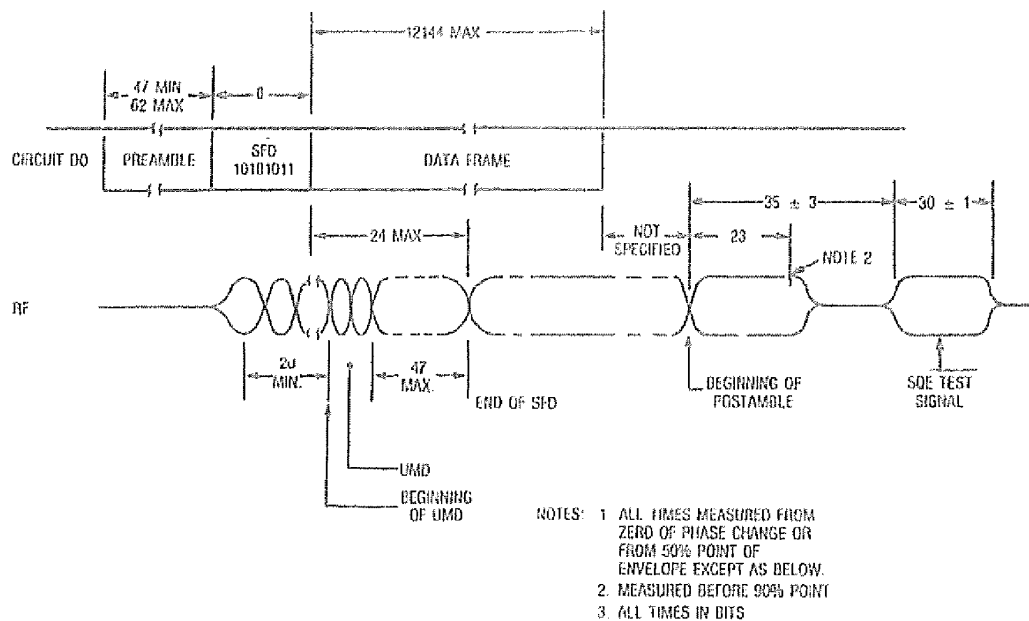 12144 MAX
47 MIN
62 MAX
CIRCUIT DO
PREAMBLE
SFD
10101011
DATA FRAME
35 ± 3
30 ± 1
24 MAX
NOT
SPECIFIED
23
NOTE 2
RF
MIN.
47
MAX.
END OF SFD
BEGINNING OF
POSTAMBLE
SQE TEST
SIGNAL
UMD
BEGINNING
OF UMD
NOTES: 1 ALL TIMES MEASURED FROM
ZERO OF PHASE CHANGE OR
FROM 50% POINT OF
ENVELOPE EXCEPT AS BELOW.
2. MEASURED BEFORE 90% POINT
3. ALL TIMES IN BITS